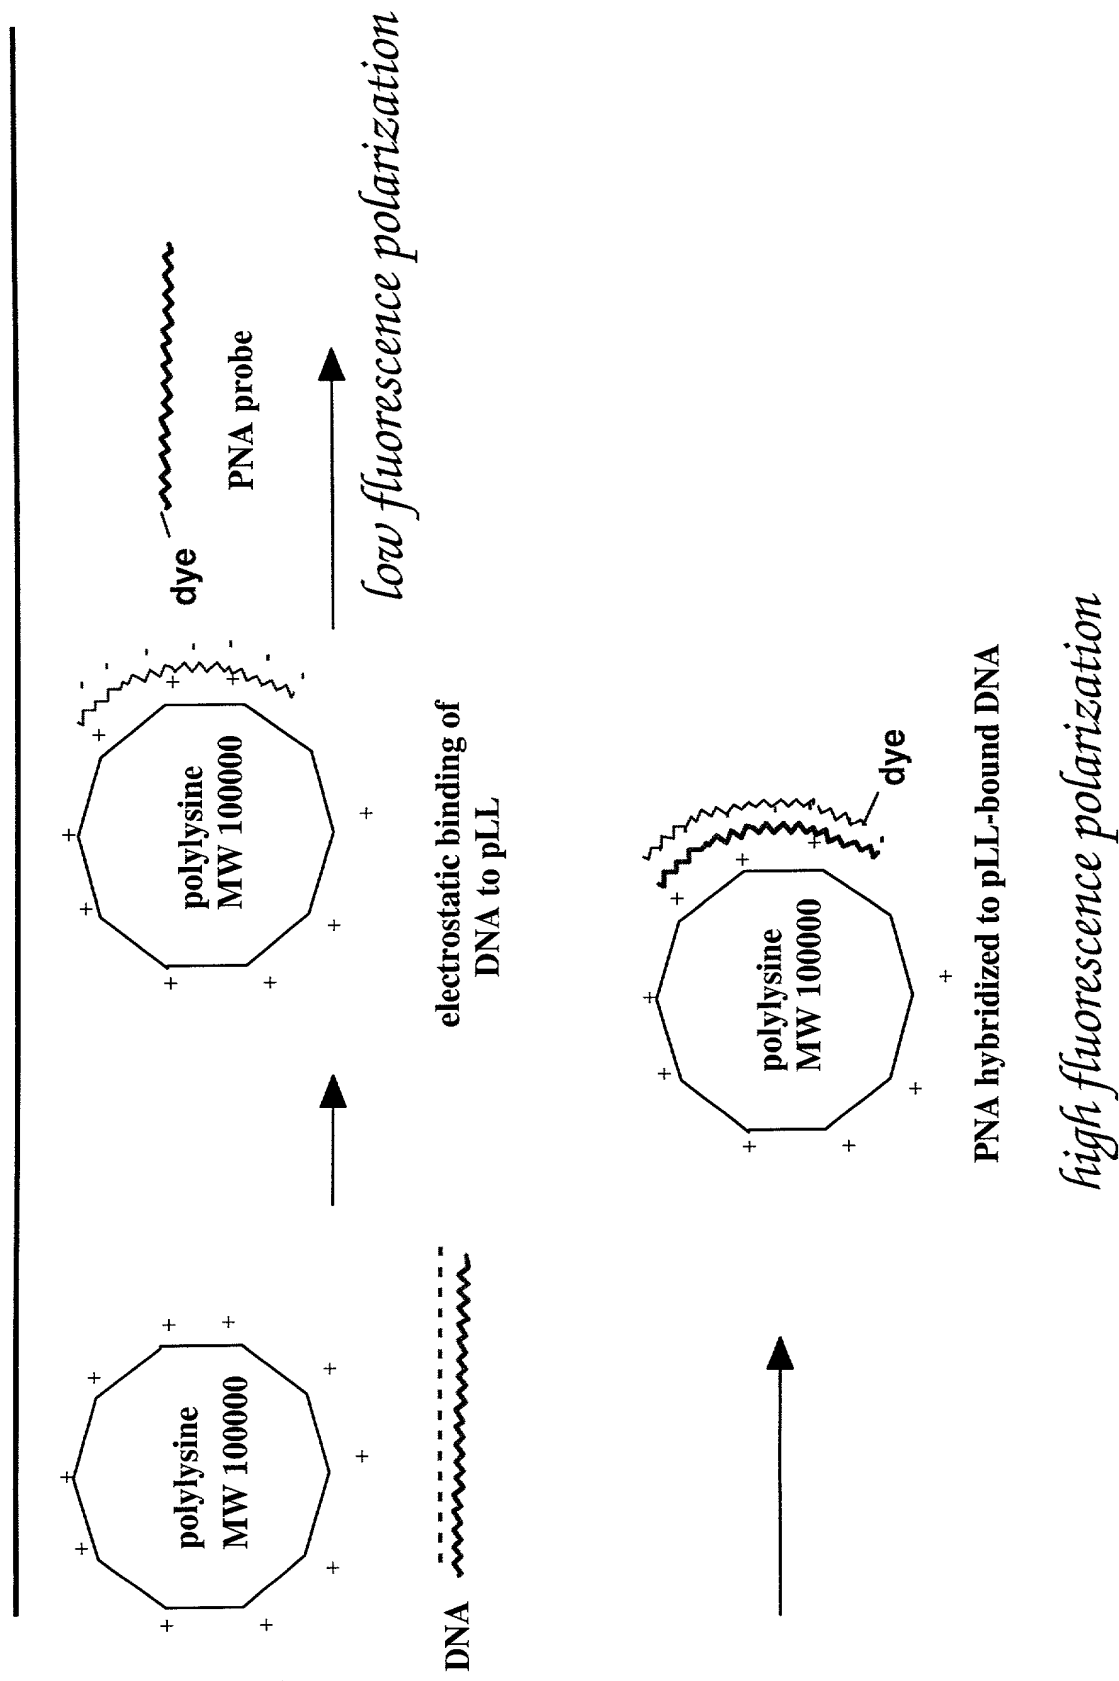 polylysine
MW 100000
DNA
polylysine
MW 100000
electrostatic binding of
DNA to pLL
dye
PNA probe
low fluorescence polarization
polylysine
MW 100000
dye
PNA hybridized to pLL-bound DNA
high fluorescence polarization